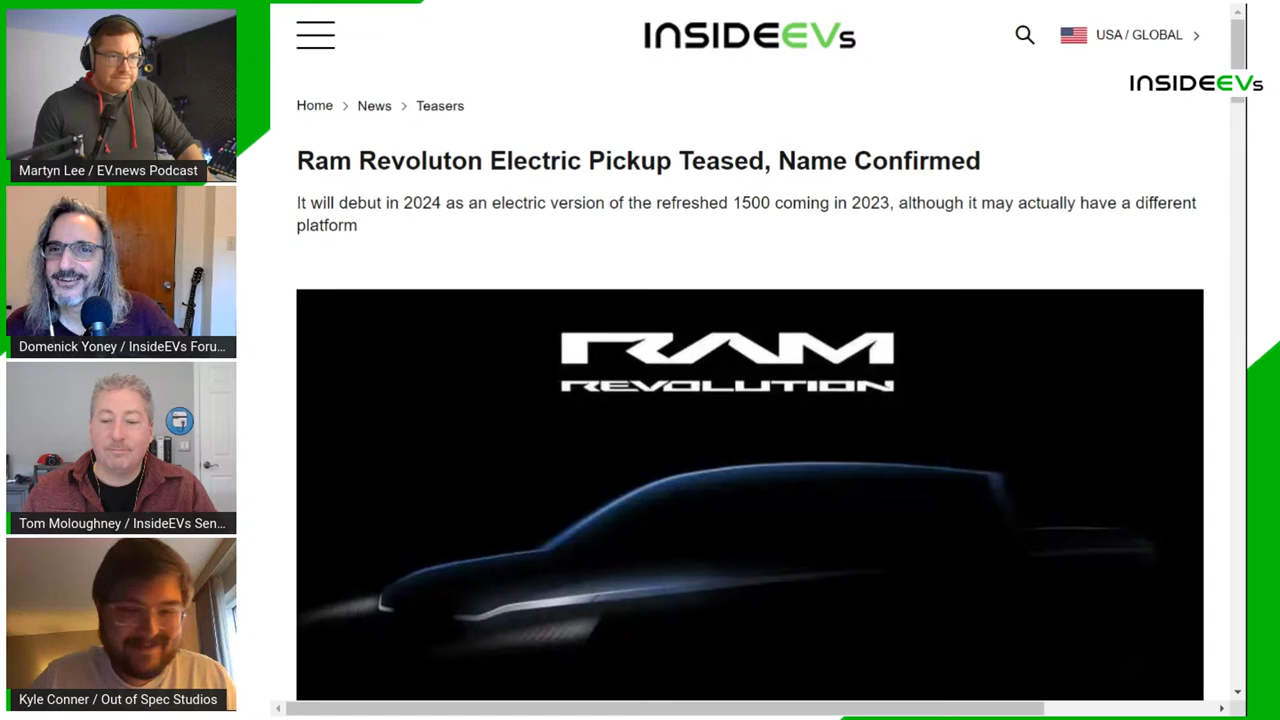 Martyn Lee / EV.news Podcast
Domenick Yoney / InsideEVs Foru...
Tom Moloughney / InsideEVs Sen...
Kyle Conner / Out of Spec Studios
INSIDEEVs
USA / GLOBAL
INSIDEEVs
Home > News > Teasers
Ram Revoluton Electric Pickup Teased, Name Confirmed
It will debut in 2024 as an electric version of the refreshed 1500 coming in 2023, although it may actually have a different
platform
RAM
REVOLUTION